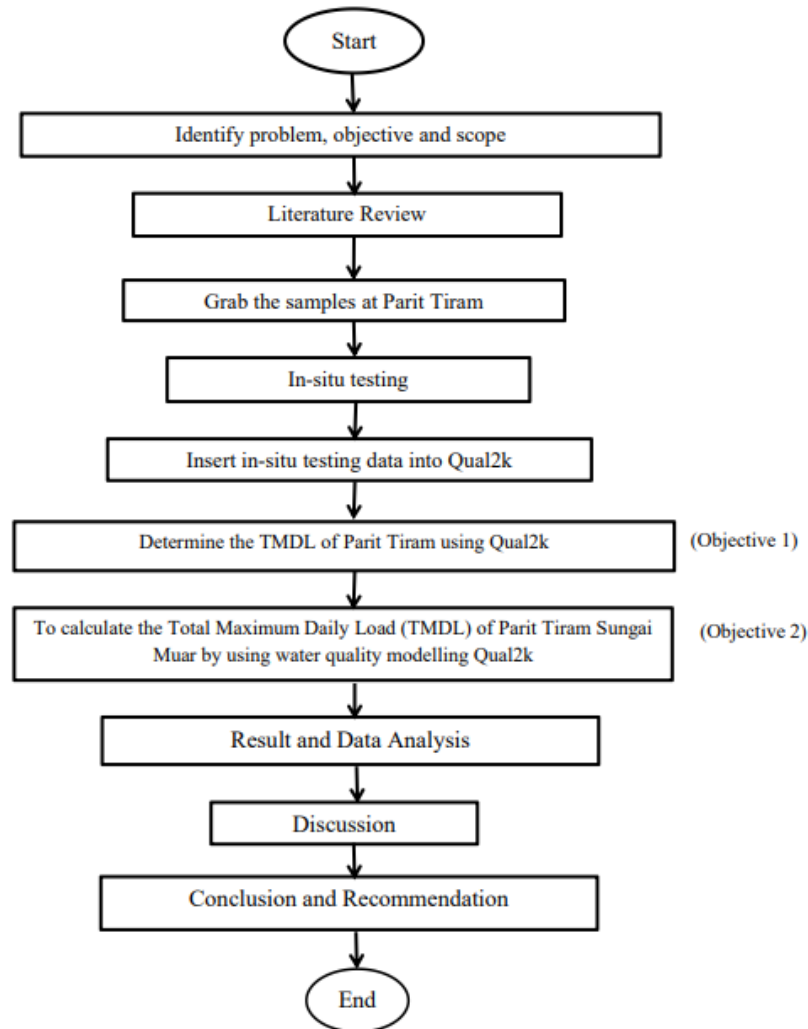 Start
Identify problem, objective and scope
Literature Review
Grab the samples at Parit Tiram
In-situ testing
Insert in-situ testing data into Qual2k
Determine the TMDL of Parit Tiram using Qual2k
(Objective 1)
To calculate the Total Maximum Daily Load (TMDL) of Parit Tiram Sungai
Muar by using water quality modelling Qual2k
(Objective 2)
Result and Data Analysis
Discussion
Conclusion and Recommendation
End